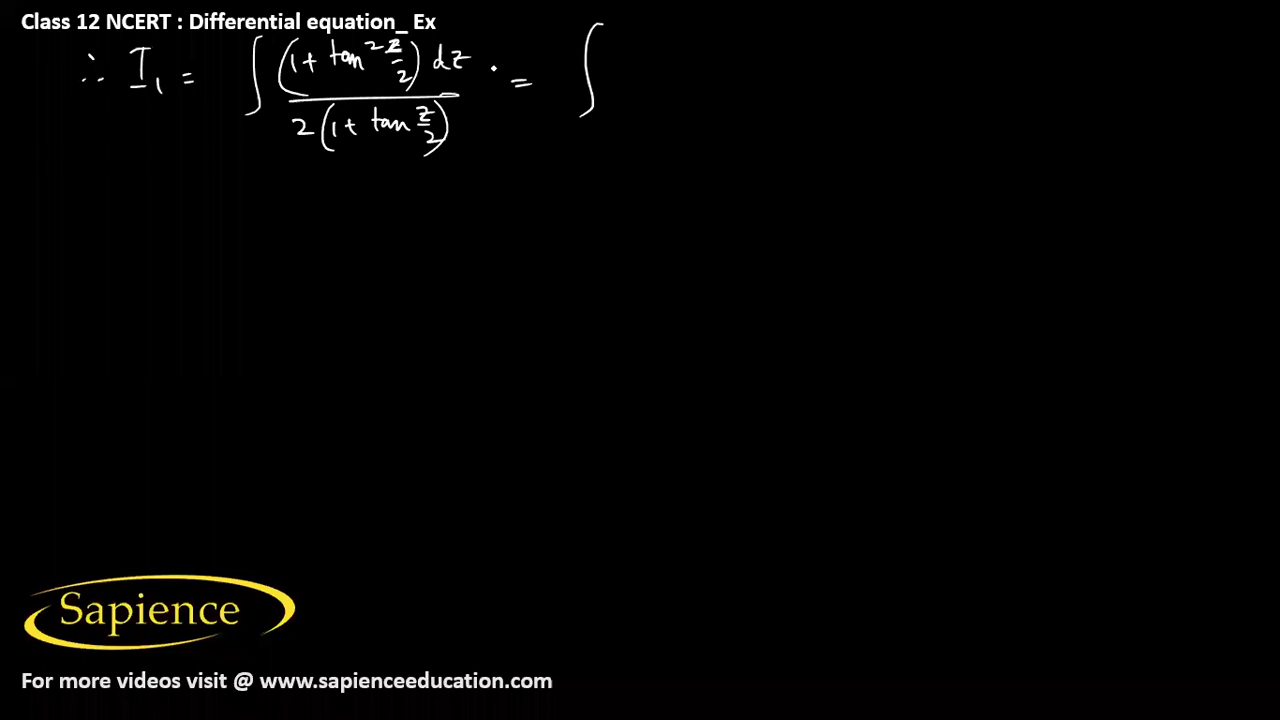 Class 12 NCERT : Differential equation_ Ex
∴ I₁ = ∫ (1 + tan² z/2) dz / 2(1 + tan z/2) . = ∫
Sapience
For more videos visit @ www.sapienceeducation.com